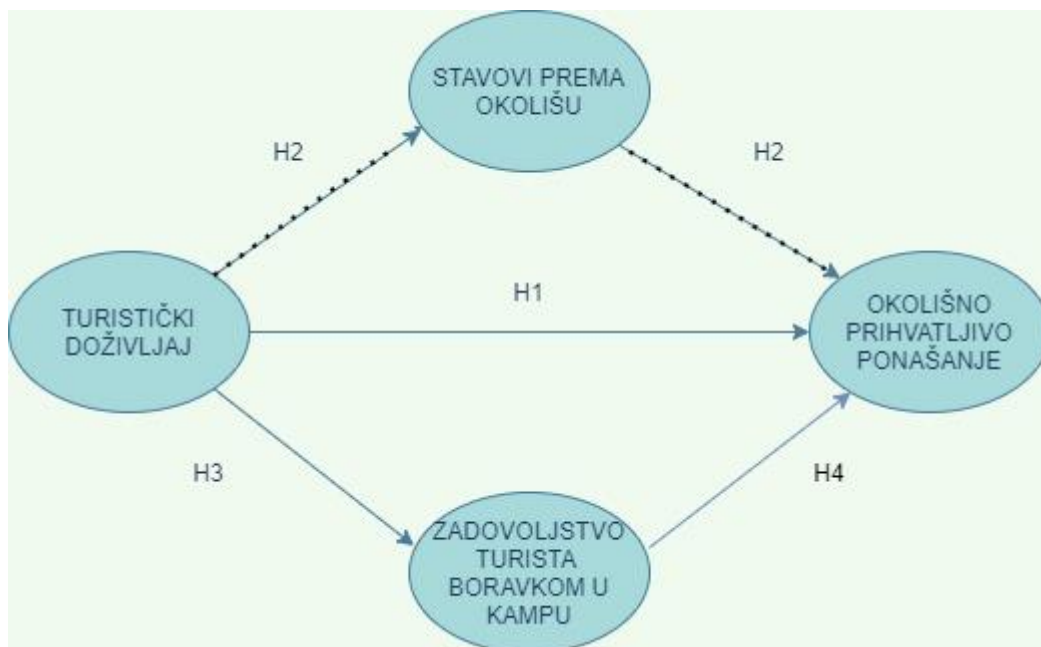 STAVOVI PREMA
OKOLIŠU
H2
H2
H1
TURISTIČKI
DOŽIVLJAJ
OKOLIŠNO
PRIHVATLJIVO
PONAŠANJE
H3
H4
ZADOVOLJSTVO
TURISTA
BORAVKOM U
KAMPU